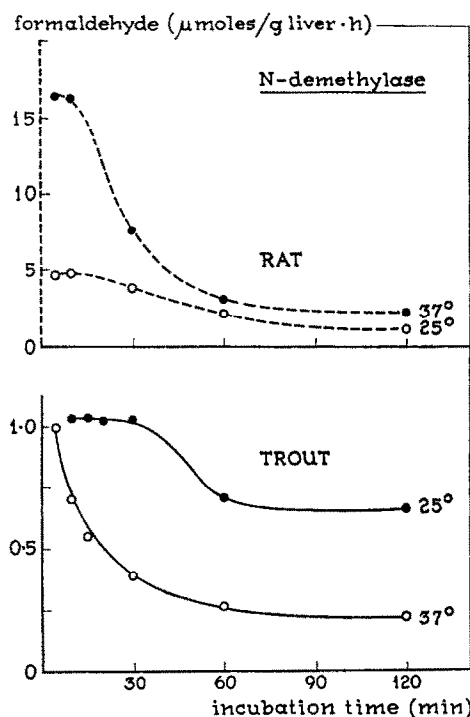 formaldehyde (μmoles/g liver·h)
N-demethylase
15
10
5
0
RAT
37°
25°
1·0
0·5
0
TROUT
25°
37°
30 60 90 120
incubation time (min)